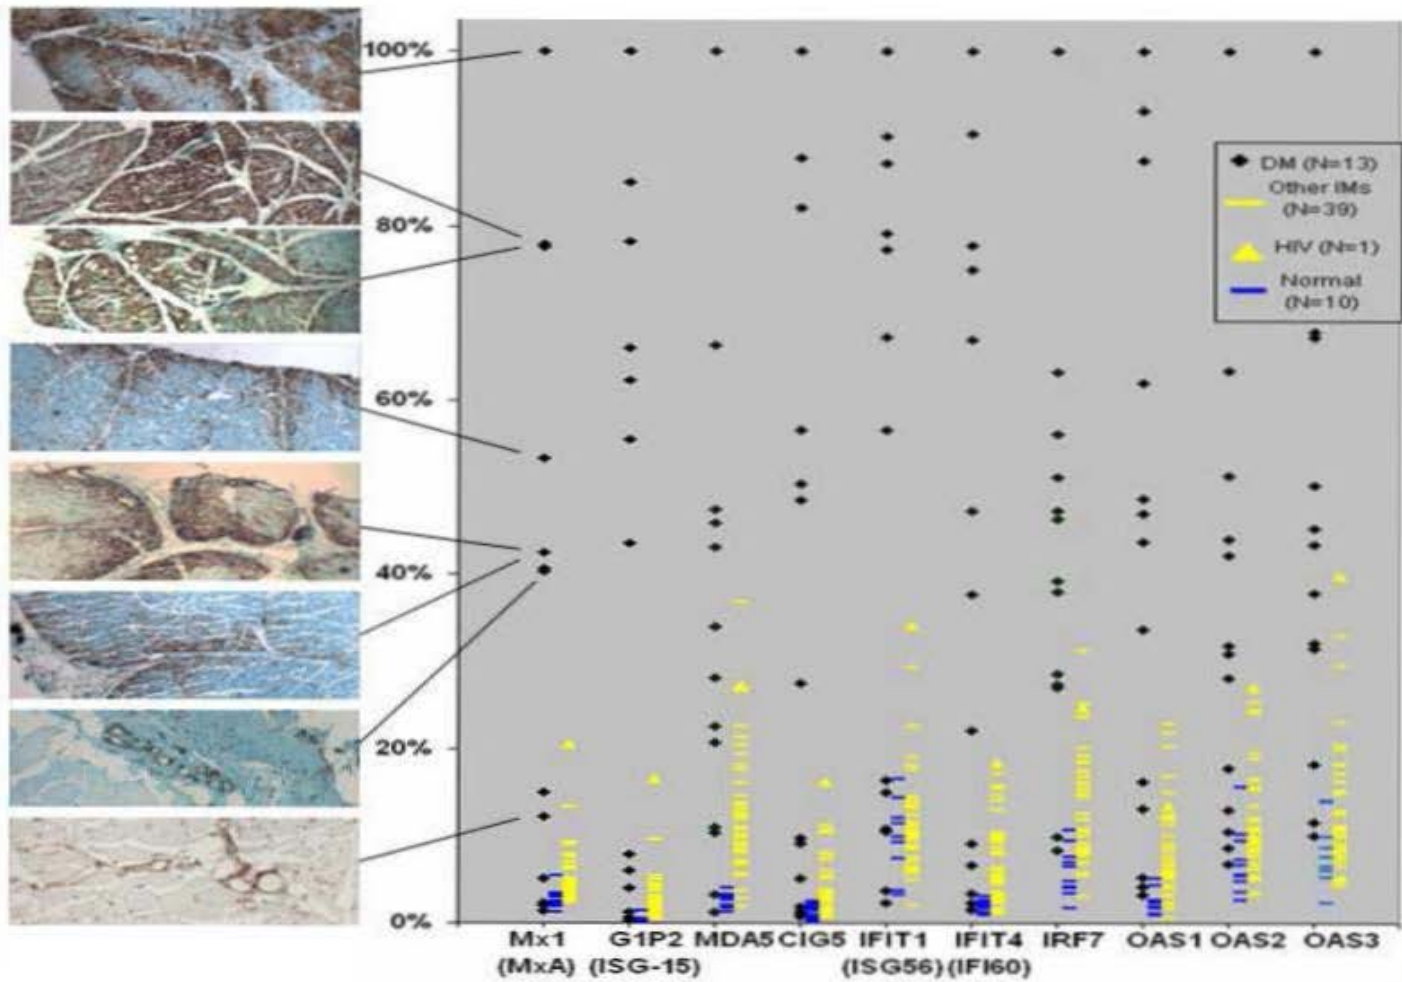 100%
80%
60%
40%
20%
0%
DM (N=13)
Other IMs
(N=39)
HIV (N=1)
Normal
(N=10)
Mx1 G1P2 MDA5 CIG5 IFIT1 IFIT4 IRF7 OAS1 OAS2 OAS3
(MxA) (ISG-15) (ISG56) (IFI60)